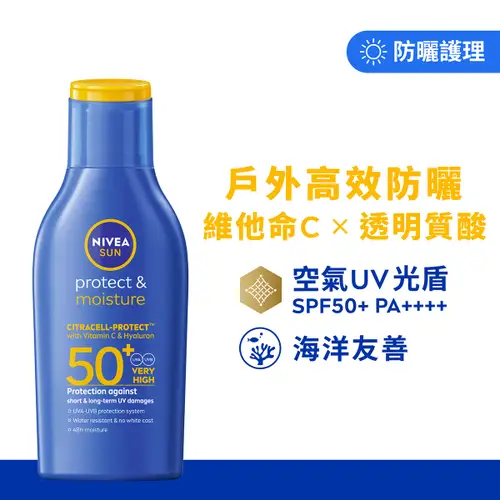 防曬護理
戶外高效防曬
維他命C × 透明質酸
空氣UV光盾
SPF50+ PA++++
海洋友善
NIVEA
SUN
protect &
moisture
CITRACELL-PROTECT™
with Vitamin C & Hyaluron
50+
UVA UVB
VERY
HIGH
Protection against
short & long-term UV damages
UVA-UVB protection system
Water resistant & no white cast
48H moisture